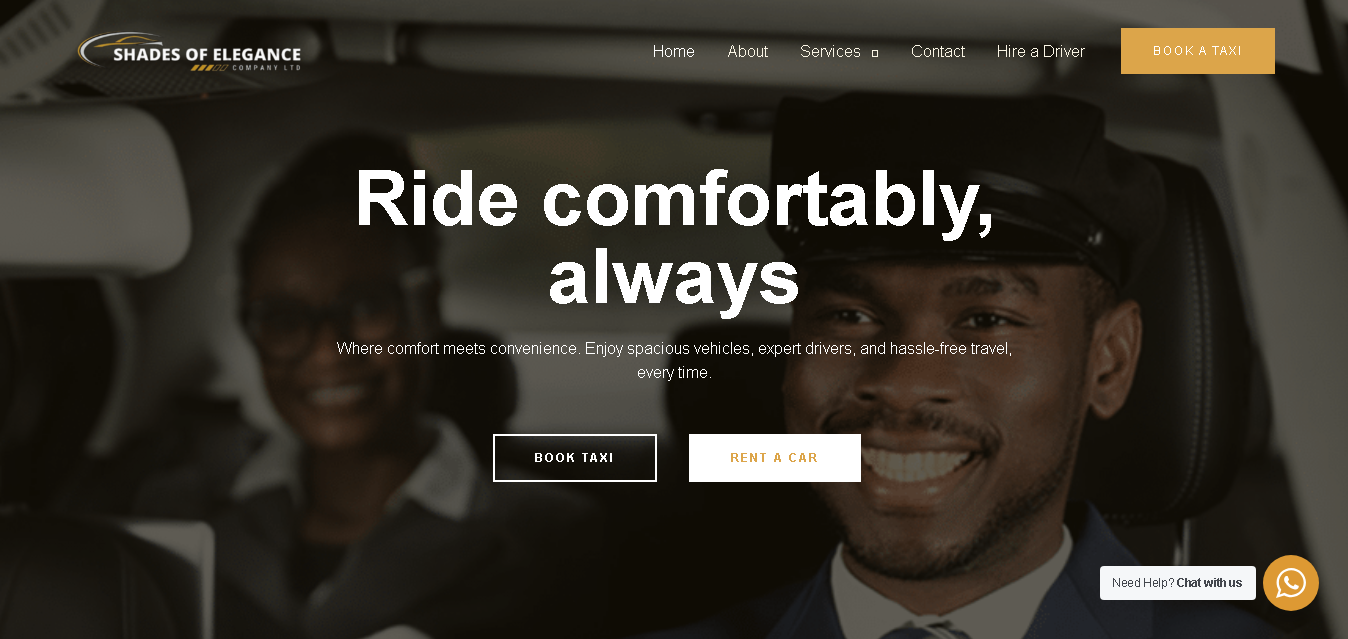 SHADES OF ELEGANCE
COMPANY LTD
Home About Services Contact Hire a Driver BOOK A TAXI
Ride comfortably,
always
Where comfort meets convenience. Enjoy spacious vehicles, expert drivers, and hassle-free travel,
every time.
BOOK TAXI RENT A CAR
Need Help? Chat with us